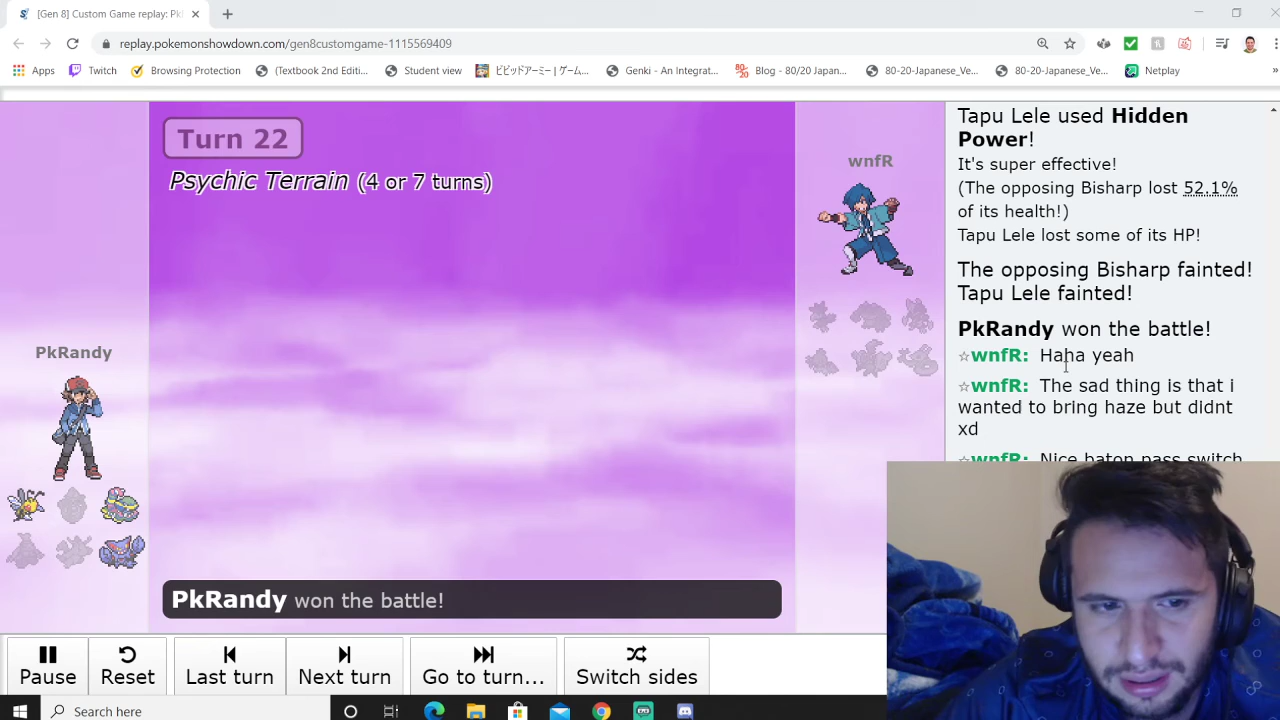 [Gen 8] Custom Game replay: Pk
replay.pokemonshowdown.com/gen8customgame-1115569409
Apps
Twitch
Browsing Protection
(Textbook 2nd Editi...
Student view
ビビッドアーミー | ゲーム...
Genki - An Integrat...
Blog - 80/20 Japan...
80-20-Japanese_Ve...
80-20-Japanese_Ve...
Netplay
»
Turn 22
Psychic Terrain (4 or 7 turns)
wnfR
PkRandy
PkRandy won the battle!
Tapu Lele used Hidden
Power!
It's super effective!
(The opposing Bisharp lost 52.1%
of its health!)
Tapu Lele lost some of its HP!
The opposing Bisharp fainted!
Tapu Lele fainted!
PkRandy won the battle!
☆wnfR: Haha yeah
☆wnfR: The sad thing is that i
wanted to bring haze but didnt
xd
☆wnfR: Nice baton pass switch
Pause
Reset
Last turn
Next turn
Go to turn...
Switch sides
Search here